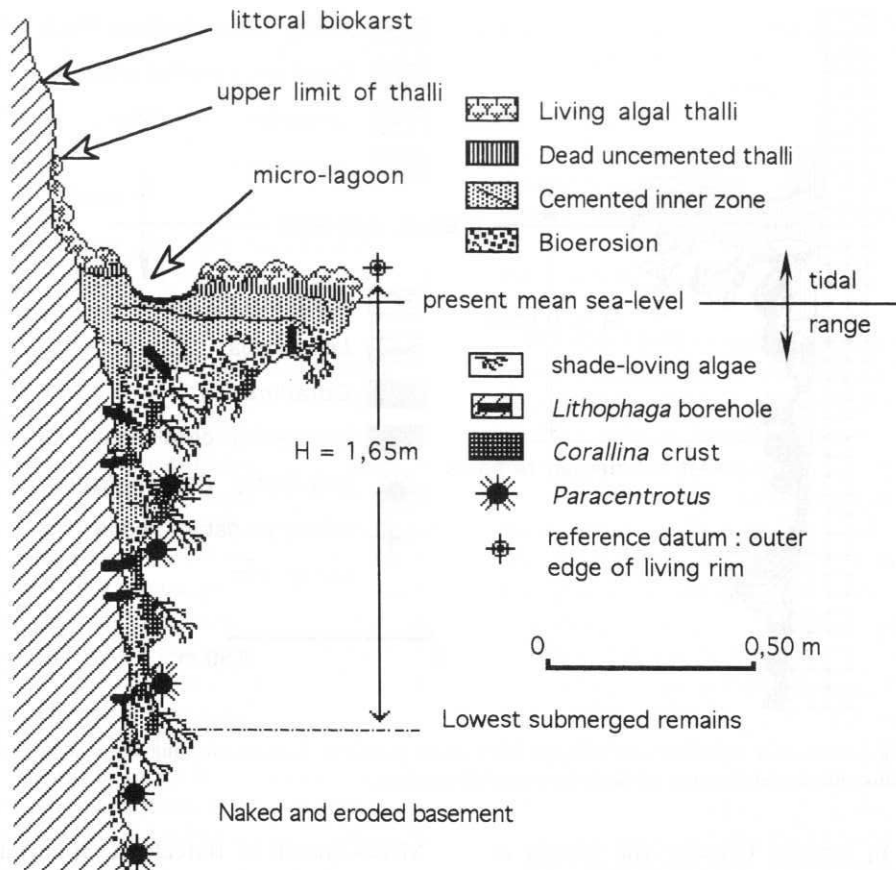 littoral biokarst
upper limit of thalli
micro-lagoon
Living algal thalli
Dead uncemented thalli
Cemented inner zone
Bioerosion
present mean sea-level
tidal
range
shade-loving algae
Lithophaga borehole
Corallina crust
Paracentrotus
reference datum : outer
edge of living rim
H = 1,65m
0
0,50 m
Lowest submerged remains
Naked and eroded basement